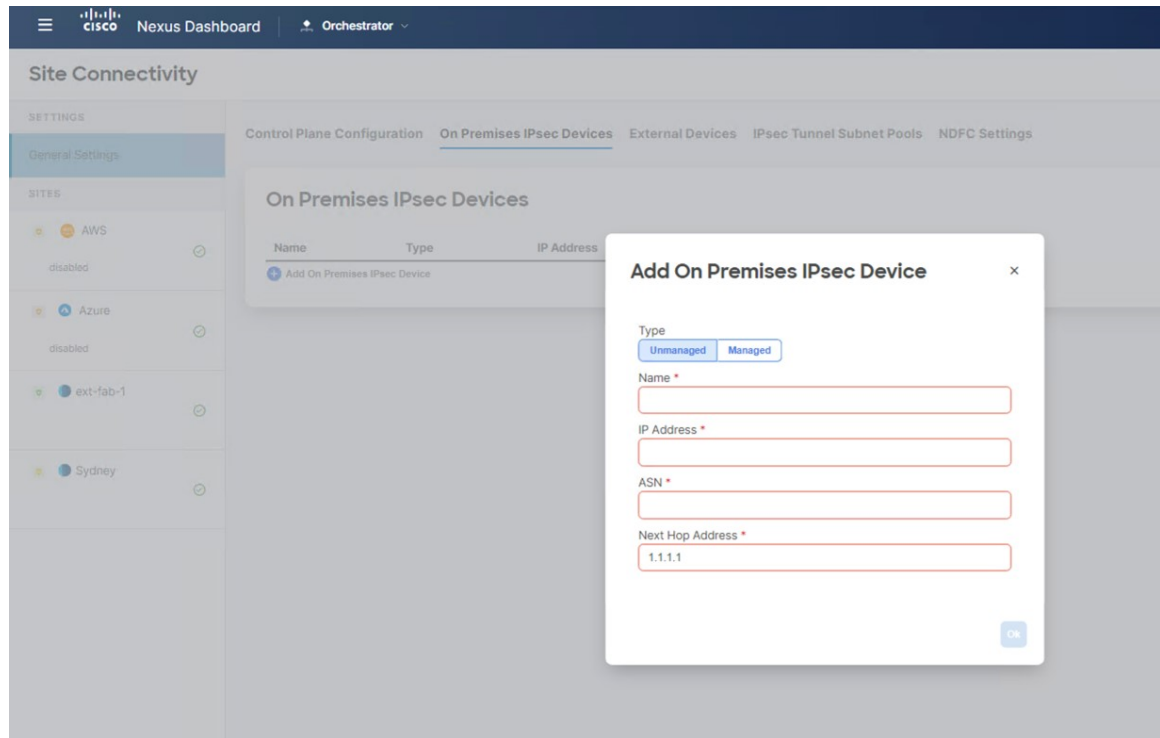 cisco Nexus Dashboard Orchestrator
Site Connectivity
SETTINGS
General Settings
SITES
AWS
disabled
Azure
disabled
ext-fab-1
Sydney
Control Plane Configuration On Premises IPsec Devices External Devices IPsec Tunnel Subnet Pools NDFC Settings
On Premises IPsec Devices
Name Type IP Address
Add On Premises IPsec Device
Add On Premises IPsec Device ×
Type
Unmanaged Managed
Name *
IP Address *
ASN *
Next Hop Address *
1.1.1.1
Ok